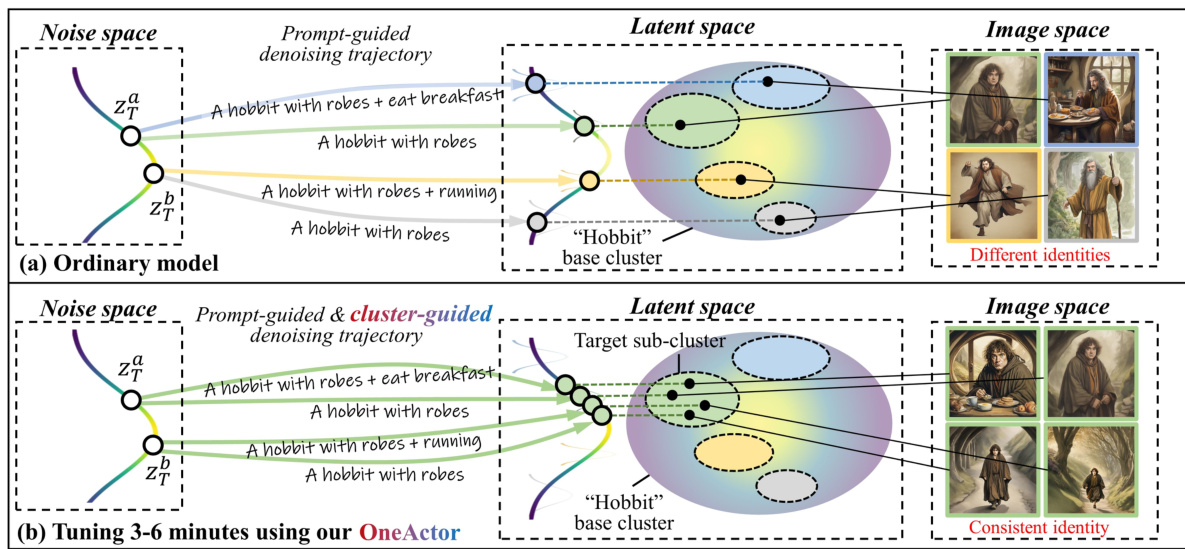 Noise space
Prompt-guided
denoising trajectory
Latent space
Image space
z_T^a
z_T^b
A hobbit with robes + eat breakfast
A hobbit with robes
A hobbit with robes + running
A hobbit with robes
“Hobbit”
base cluster
Different identities
(a) Ordinary model
Noise space
Prompt-guided & cluster-guided
denoising trajectory
Latent space
Image space
Target sub-cluster
z_T^a
z_T^b
A hobbit with robes + eat breakfast
A hobbit with robes
A hobbit with robes + running
A hobbit with robes
“Hobbit”
base cluster
Consistent identity
(b) Tuning 3-6 minutes using our OneActor